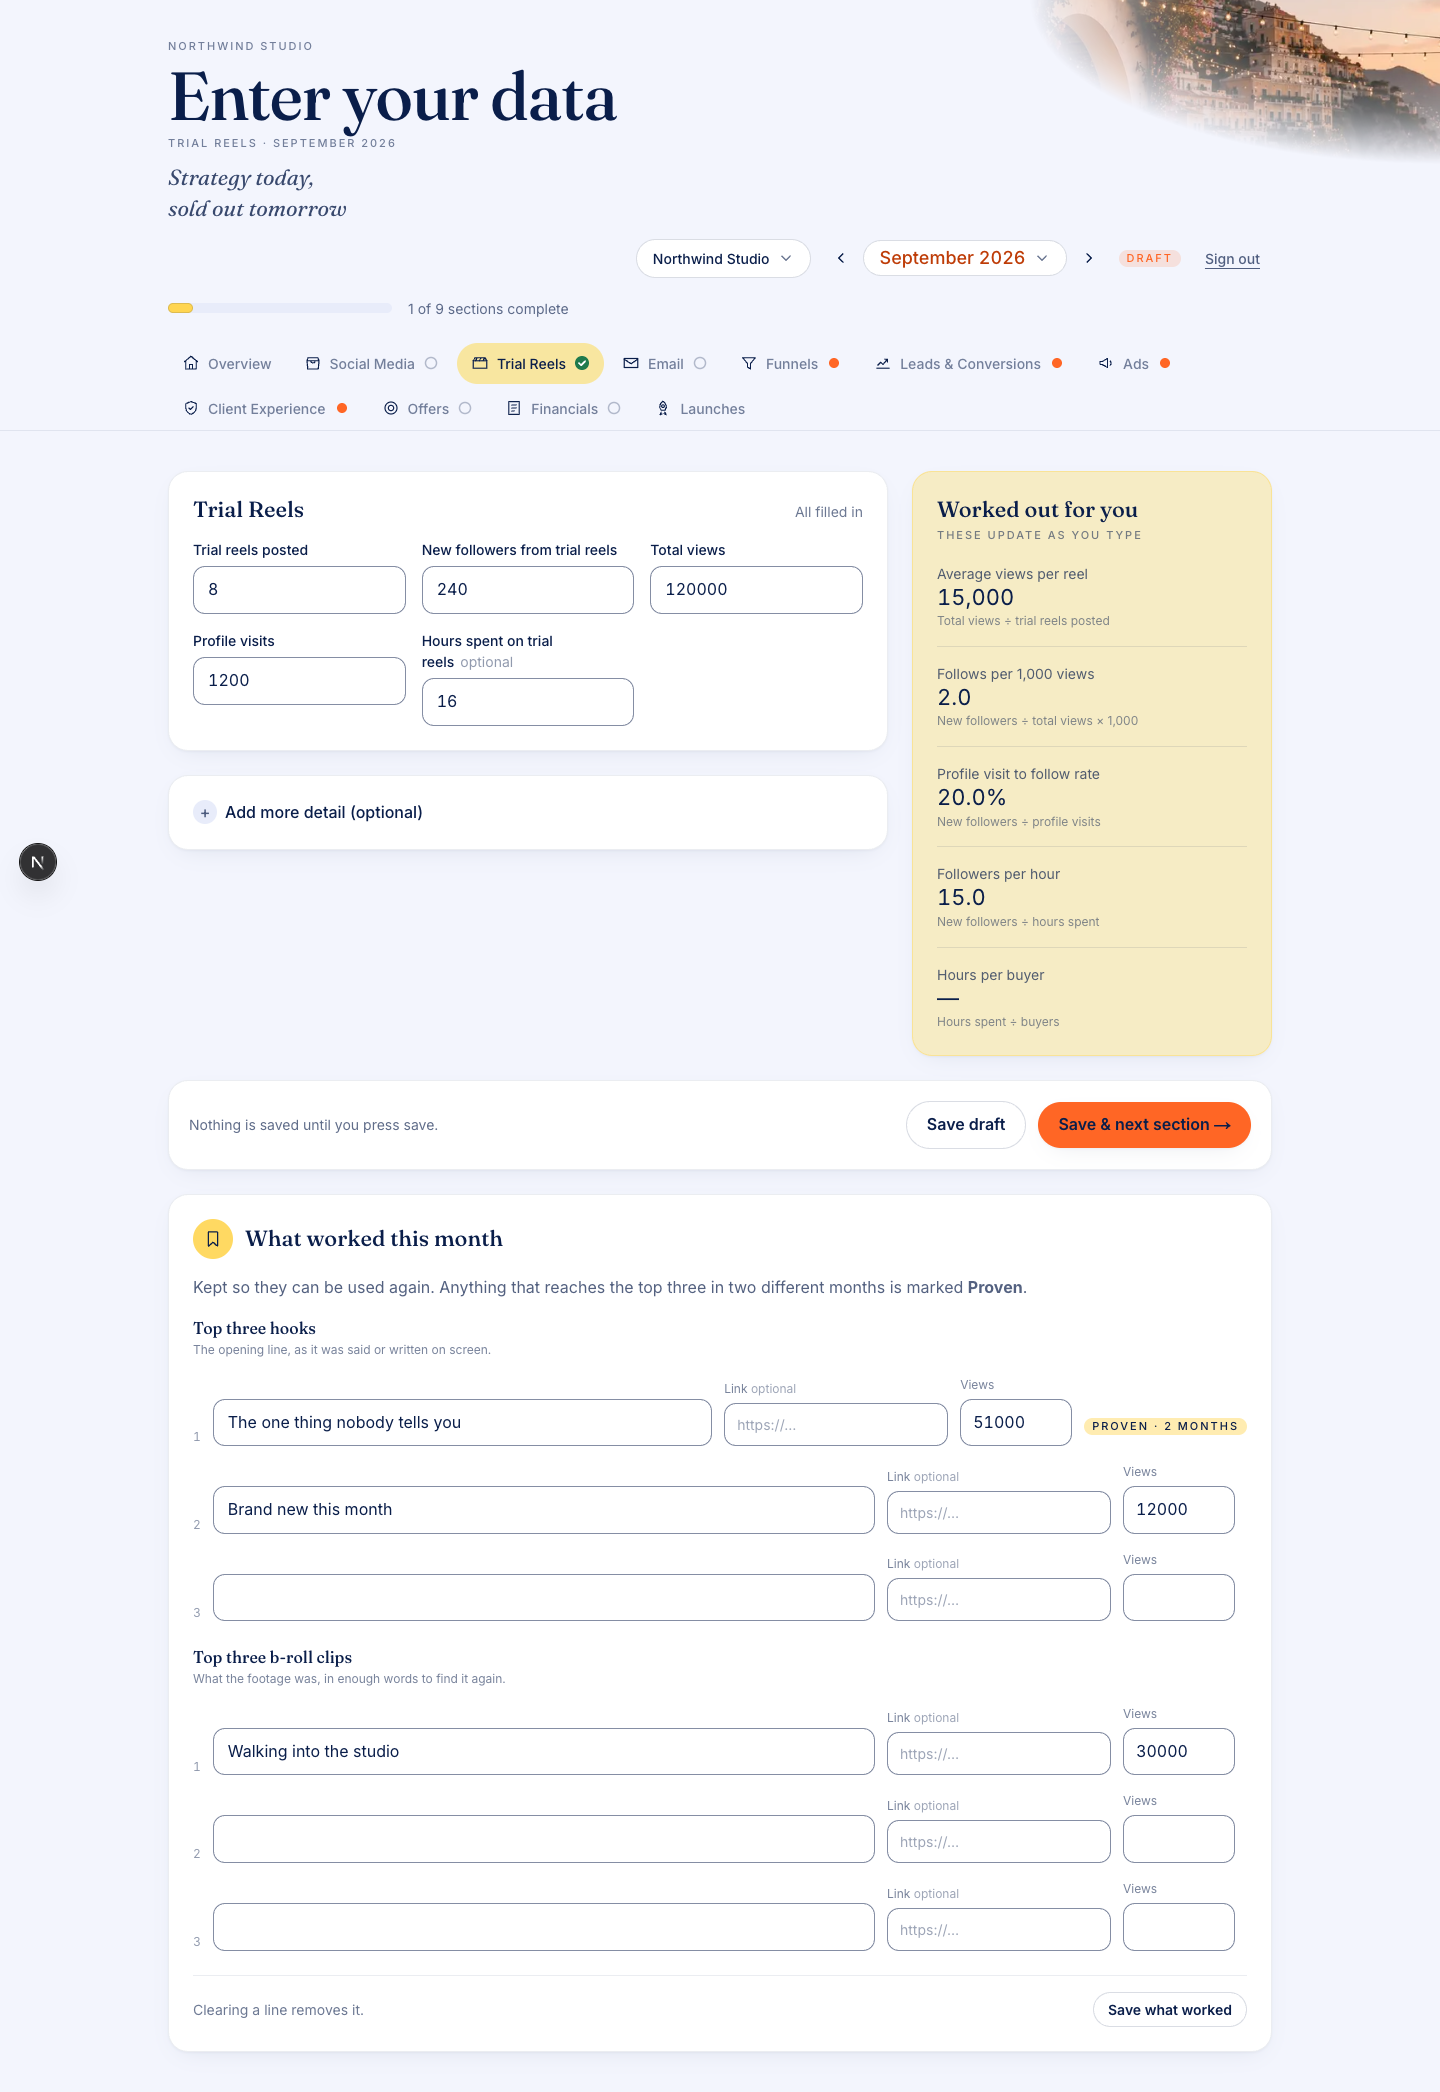 NORTHWIND STUDIO
Enter your data
TRIAL REELS · SEPTEMBER 2026
Strategy today,
sold out tomorrow
Northwind Studio
September 2026
DRAFT
Sign out
1 of 9 sections complete
Overview
Social Media
Trial Reels
Email
Funnels
Leads & Conversions
Ads
Client Experience
Offers
Financials
Launches
Trial Reels
All filled in
Trial reels posted
New followers from trial reels
Total views
8
240
120000
Profile visits
Hours spent on trial
reels optional
1200
16
+ Add more detail (optional)
Worked out for you
THESE UPDATE AS YOU TYPE
Average views per reel
15,000
Total views ÷ trial reels posted
Follows per 1,000 views
2.0
New followers ÷ total views × 1,000
Profile visit to follow rate
20.0%
New followers ÷ profile visits
Followers per hour
15.0
New followers ÷ hours spent
Hours per buyer
—
Hours spent ÷ buyers
N
Nothing is saved until you press save.
Save draft
Save & next section →
What worked this month
Kept so they can be used again. Anything that reaches the top three in two different months is marked Proven.
Top three hooks
The opening line, as it was said or written on screen.
Link optional
Views
1
The one thing nobody tells you
https://...
51000
PROVEN · 2 MONTHS
Link optional
Views
2
Brand new this month
https://...
12000
Link optional
Views
3
https://...
Top three b-roll clips
What the footage was, in enough words to find it again.
Link optional
Views
1
Walking into the studio
https://...
30000
Link optional
Views
2
https://...
Link optional
Views
3
https://...
Clearing a line removes it.
Save what worked